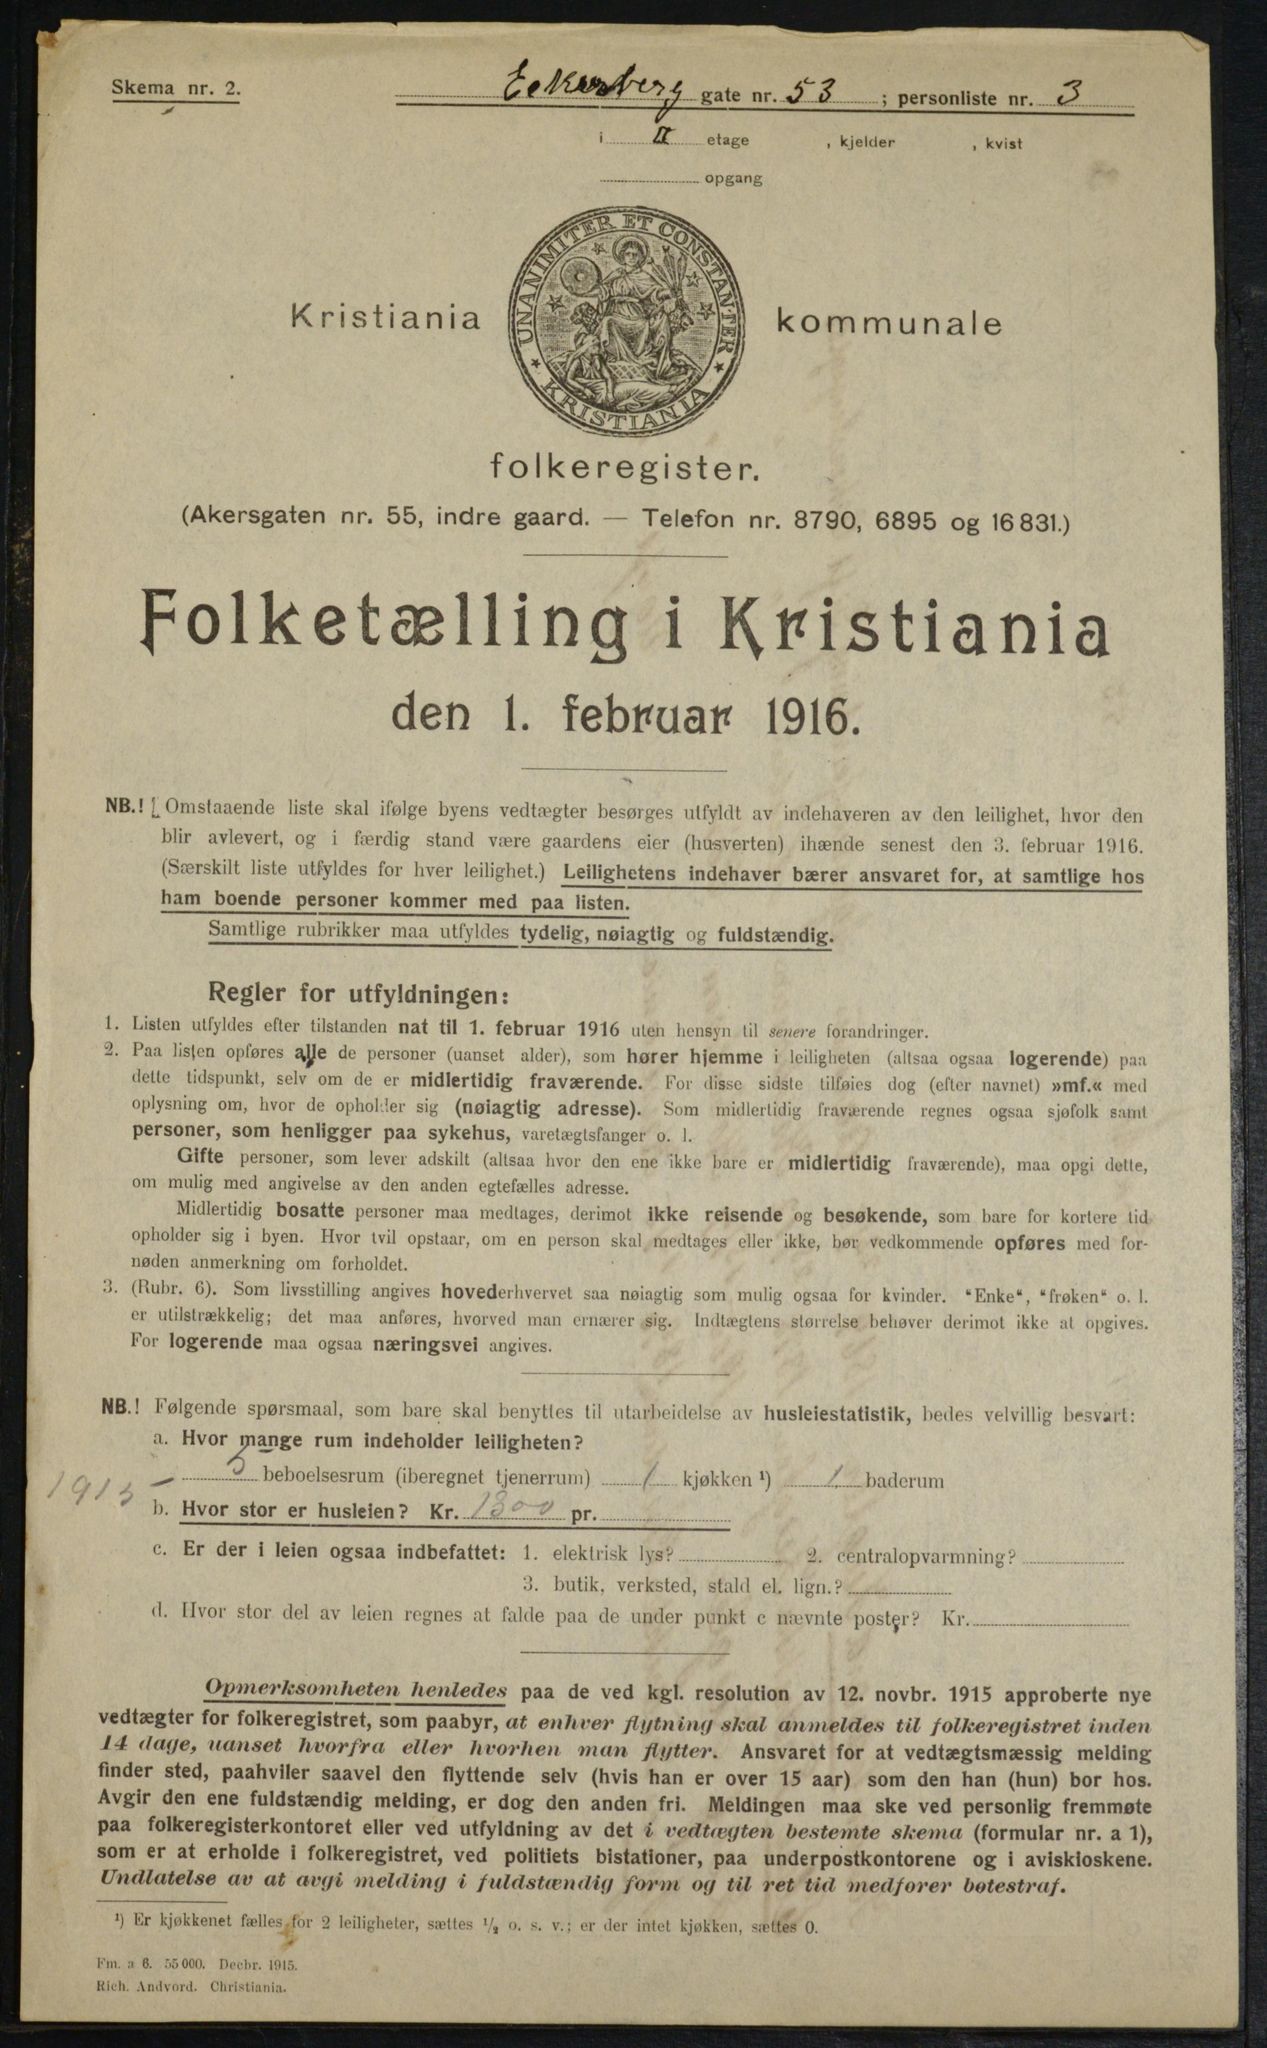 Skema nr. 2.
Eckersberg gate nr. 53 ; personliste nr. 3
i II etage , kjelder , kvist
opgang
UNANIMITER ET CONSTANTER
KRISTIANIA
Kristiania kommunale
folkeregister.
(Akersgaten nr. 55, indre gaard. — Telefon nr. 8790, 6895 og 16831.)
Folketælling i Kristiania
den 1. februar 1916.
NB.! Omstaaende liste skal ifølge byens vedtægter besørges utfyldt av indehaveren av den leilighet, hvor den
blir avlevert, og i færdig stand være gaardens eier (husverten) ihænde senest den 3. februar 1916.
(Særskilt liste utfyldes for hver leilighet.) Leilighetens indehaver bærer ansvaret for, at samtlige hos
ham boende personer kommer med paa listen.
Samtlige rubrikker maa utfyldes tydelig, nøiagtig og fuldstændig.
Regler for utfyldningen:
1. Listen utfyldes efter tilstanden nat til 1. februar 1916 uten hensyn til senere forandringer.
2. Paa listen opføres alle de personer (uanset alder), som hører hjemme i leiligheten (altsaa ogsaa logerende) paa
dette tidspunkt, selv om de er midlertidig fraværende. For disse sidste tilføies dog (efter navnet) »mf.« med
oplysning om, hvor de opholder sig (nøiagtig adresse). Som midlertidig fraværende regnes ogsaa sjøfolk samt
personer, som henligger paa sykehus, varetægtsfanger o. l.
Gifte personer, som lever adskilt (altsaa hvor den ene ikke bare er midlertidig fraværende), maa opgi dette,
om mulig med angivelse av den anden egtefælles adresse.
Midlertidig bosatte personer maa medtages, derimot ikke reisende og besøkende, som bare for kortere tid
opholder sig i byen. Hvor tvil opstaar, om en person skal medtages eller ikke, bør vedkommende opføres med for-
nøden anmerkning om forholdet.
3. (Rubr. 6). Som livsstilling angives hovederhvervet saa nøiagtig som mulig ogsaa for kvinder. "Enke", "frøken" o. l.
er utilstrækkelig; det maa anføres, hvorved man ernærer sig. Indtægtens størrelse behøver derimot ikke at opgives.
For logerende maa ogsaa næringsvei angives.
NB.! Følgende spørsmaal, som bare skal benyttes til utarbeidelse av husleiestatistik, bedes velvillig besvart:
a. Hvor mange rum indeholder leiligheten?
5 beboelsesrum (iberegnet tjenerrum) 1 kjøkken ¹) 1 baderum
1915 –
b. Hvor stor er husleien? Kr. 1300 pr.
c. Er der i leien ogsaa indbefattet: 1. elektrisk lys? 2. centralopvarmning?
3. butik, verksted, stald el. lign.?
d. Hvor stor del av leien regnes at falde paa de under punkt c nævnte poster? Kr.
Opmerksomheten henledes paa de ved kgl. resolution av 12. novbr. 1915 approberte nye
vedtægter for folkeregistret, som paabyr, at enhver flytning skal anmeldes til folkeregistret inden
14 dage, uanset hvorfra eller hvorhen man flytter. Ansvaret for at vedtægtsmæssig melding
finder sted, paahviler saavel den flyttende selv (hvis han er over 15 aar) som den han (hun) bor hos.
Avgir den ene fuldstændig melding, er dog den anden fri. Meldingen maa ske ved personlig fremmøte
paa folkeregisterkontoret eller ved utfyldning av det i vedtægten bestemte skema (formular nr. a 1),
som er at erholde i folkeregistret, ved politiets bistationer, paa underpostkontorene og i aviskioskene.
Undlatelse av at avgi melding i fuldstændig form og til ret tid medfører bøtestraf.
¹) Er kjøkkenet fælles for 2 leiligheter, sættes ½ o. s. v.; er der intet kjøkken, sættes 0.
Fm. a 6. 55000. Decbr. 1915.
Rich. Andvord. Christiania.